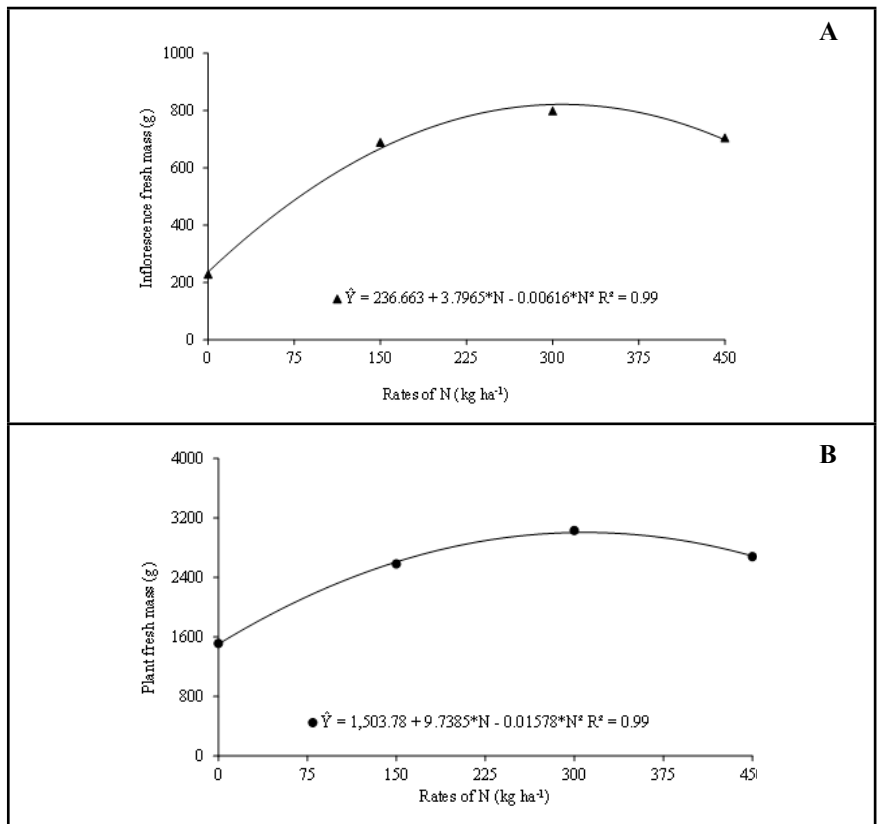 A
1000
800
600
400
200
0
Inflorescence fresh mass (g)
▲ Ŷ = 236.663 + 3.7965*N - 0.00616*N² R² = 0.99
0 75 150 225 300 375 450
Rates of N (kg ha⁻¹)
B
4000
3200
2400
1600
800
0
Plant fresh mass (g)
● Ŷ = 1,503.78 + 9.7385*N - 0.01578*N² R² = 0.99
0 75 150 225 300 375 450
Rates of N (kg ha⁻¹)